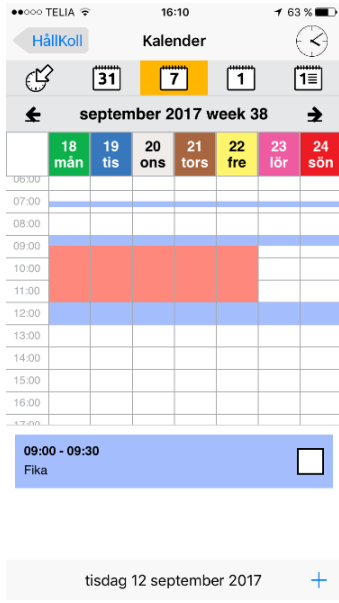 TELIA 16:10 63 %
HållKoll Kalender
31 7 1 1
september 2017 week 38
18 19 20 21 22 23 24
mån tis ons tors fre lör sön
06:00
07:00
08:00
09:00
10:00
11:00
12:00
13:00
14:00
15:00
16:00
17:00
09:00 - 09:30
Fika
tisdag 12 september 2017 +